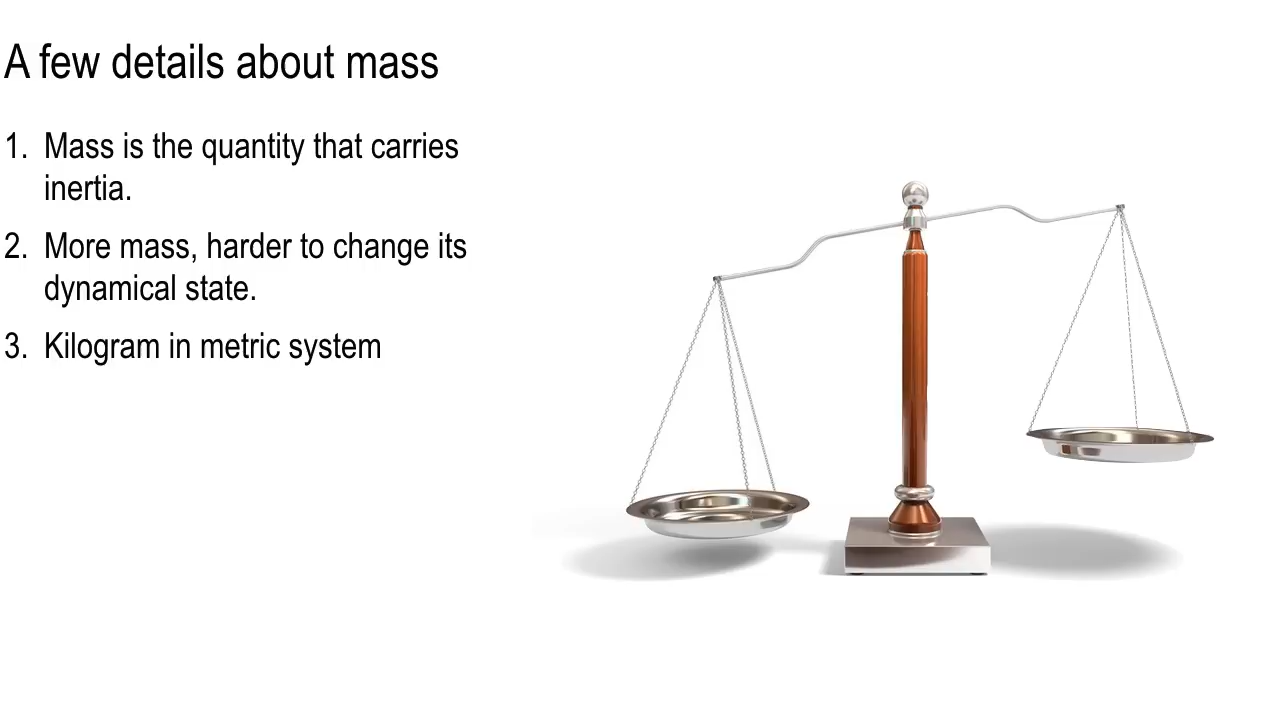 A few details about mass
1. Mass is the quantity that carries
inertia.
2. More mass, harder to change its
dynamical state.
3. Kilogram in metric system